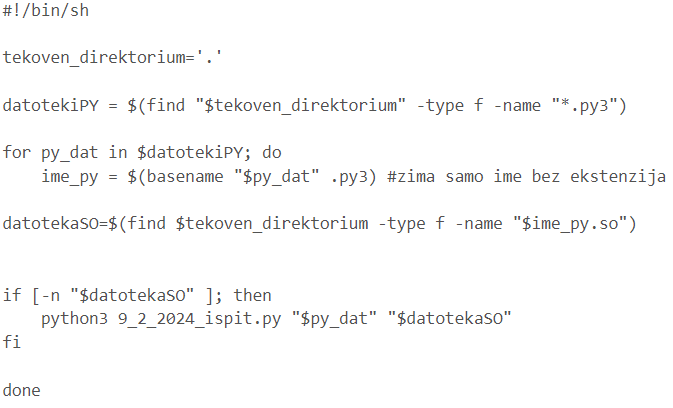 #!/bin/sh
tekoven_direktorium='.'
datotekiPY = $(find "$tekoven_direktorium" -type f -name "*.py3")
for py_dat in $datotekiPY; do
    ime_py = $(basename "$py_dat" .py3) #zima samo ime bez ekstenzija
datotekaSO=$(find $tekoven_direktorium -type f -name "$ime_py.so")
if [-n "$datotekaSO" ]; then
    python3 9_2_2024_ispit.py "$py_dat" "$datotekaSO"
fi
done